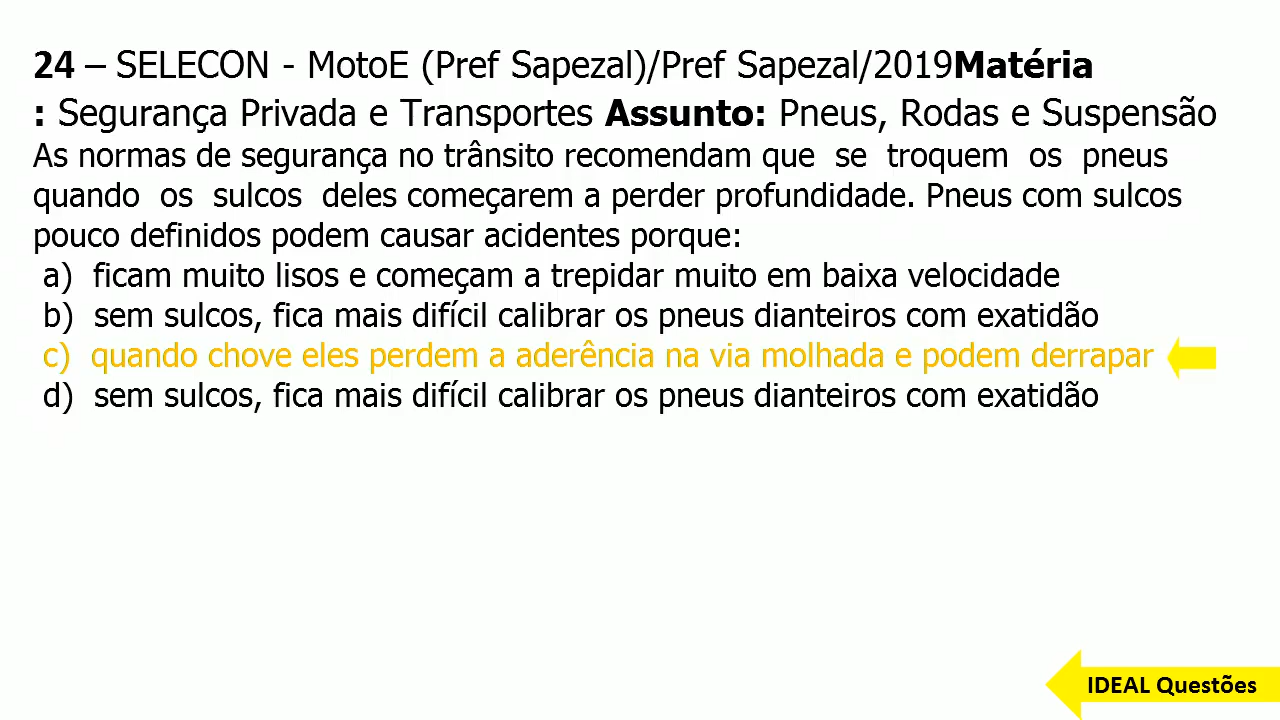 24 – SELECON - MotoE (Pref Sapezal)/Pref Sapezal/2019Matéria
: Segurança Privada e Transportes Assunto: Pneus, Rodas e Suspensão
As normas de segurança no trânsito recomendam que se troquem os pneus
quando os sulcos deles começarem a perder profundidade. Pneus com sulcos
pouco definidos podem causar acidentes porque:
a) ficam muito lisos e começam a trepidar muito em baixa velocidade
b) sem sulcos, fica mais difícil calibrar os pneus dianteiros com exatidão
c) quando chove eles perdem a aderência na via molhada e podem derrapar
d) sem sulcos, fica mais difícil calibrar os pneus dianteiros com exatidão
IDEAL Questões